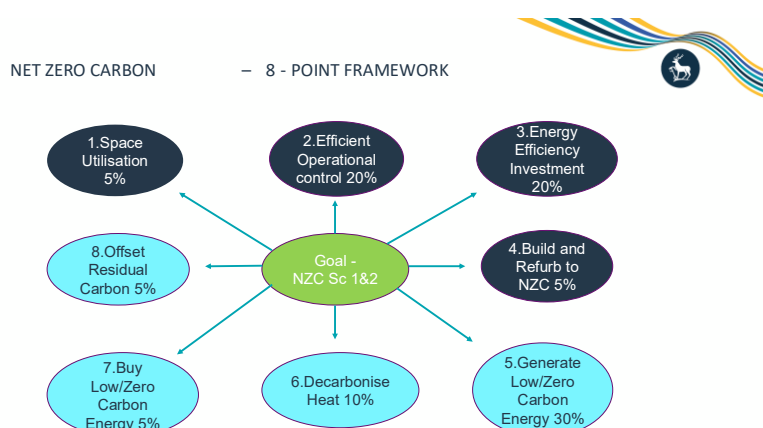 NET ZERO CARBON – 8 - POINT FRAMEWORK
1.Space
Utilisation
5%
2.Efficient
Operational
control 20%
3.Energy
Efficiency
Investment
20%
8.Offset
Residual
Carbon 5%
Goal -
NZC Sc 1&2
4.Build and
Refurb to
NZC 5%
7.Buy
Low/Zero
Carbon
Energy 5%
6.Decarbonise
Heat 10%
5.Generate
Low/Zero
Carbon
Energy 30%